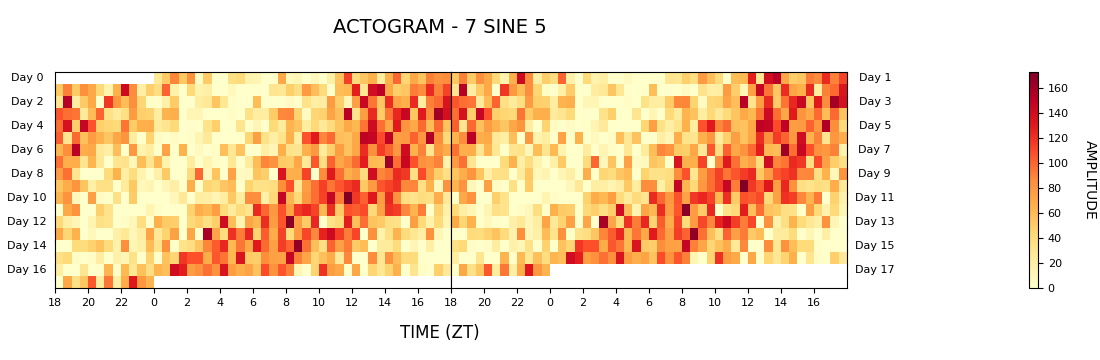 ACTOGRAM - 7 SINE 5
Day 0
Day 2
Day 4
Day 6
Day 8
Day 10
Day 12
Day 14
Day 16
Day 1
Day 3
Day 5
Day 7
Day 9
Day 11
Day 13
Day 15
Day 17
18 20 22 0 2 4 6 8 10 12 14 16 18 20 22 0 2 4 6 8 10 12 14 16
TIME (ZT)
160
140
120
100
80
60
40
20
0
AMPLITUDE